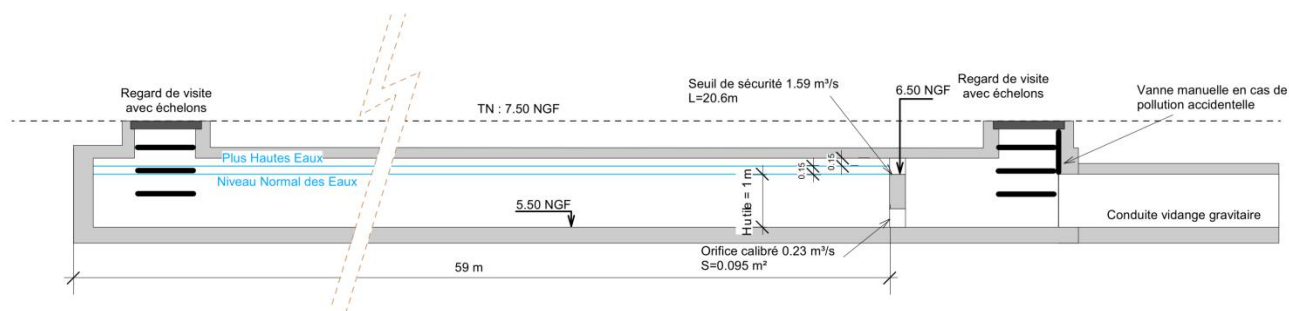 Regard de visite
avec échelons
TN : 7.50 NGF
Seuil de sécurité 1.59 m³/s
L=20.6m
6.50 NGF
Regard de visite
avec échelons
Vanne manuelle en cas de
pollution accidentelle
Plus Hautes Eaux
Niveau Normal des Eaux
0.15
0.15
Hutile = 1m
5.50 NGF
Conduite vidange gravitaire
Orifice calibré 0.23 m³/s
S=0.095 m²
59 m